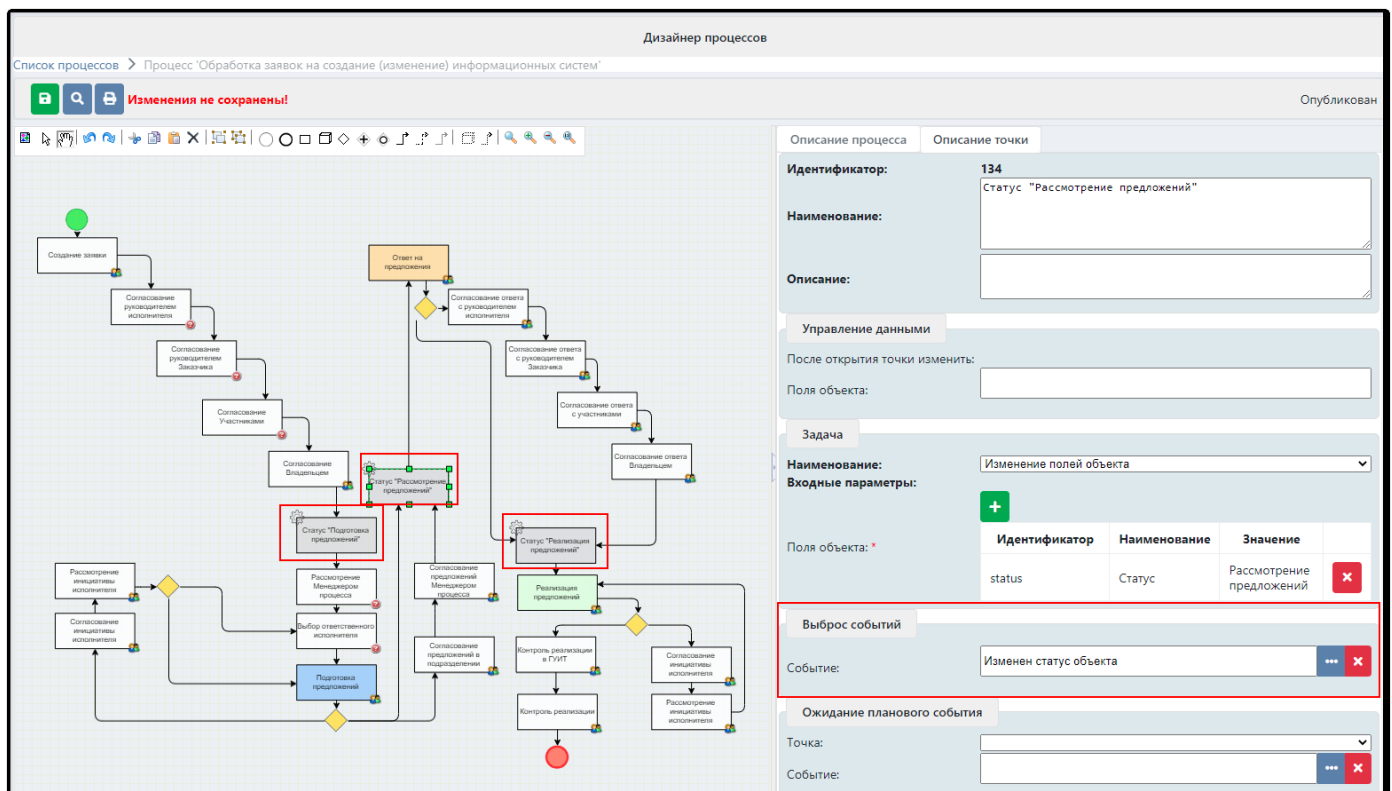 Дизайнер процессов
Список процессов > Процесс 'Обработка заявок на создание (изменение) информационных систем'
Изменения не сохранены!
Опубликован
Создание заявки
Согласование
руководителем
исполнителя
Согласование
руководителем
Заказчика
Согласование
Участниками
Согласование
Владельцем
Статус "Подготовка
предложений"
Рассмотрение
Менеджером
процесса
Выбор ответственного
исполнителя
Подготовка
предложений
Рассмотрение
инициативы
исполнителя
Согласование
инициативы
исполнителя
Ответ на
предложения
Статус "Рассмотрение
предложений"
Согласование
предложений
Менеджером
процесса
Согласование
предложений в
подразделении
Согласование ответа
с руководителем
исполнителя
Согласование ответа
с руководителем
Заказчика
Согласование ответа
с участниками
Согласование ответа
Владельцем
Статус "Реализация
предложений"
Реализация
предложений
Контроль реализации
в ГУИТ
Контроль реализации
Согласование
инициативы
исполнителя
Рассмотрение
инициативы
исполнителя
Описание процесса Описание точки
Идентификатор: 134
Наименование: Статус "Рассмотрение предложений"
Описание:
Управление данными
После открытия точки изменить:
Поля объекта:
Задача
Наименование: Изменение полей объекта
Входные параметры:
Поля объекта: *
Идентификатор Наименование Значение
status Статус Рассмотрение предложений
Выброс событий
Событие: Изменен статус объекта
Ожидание планового события
Точка:
Событие: